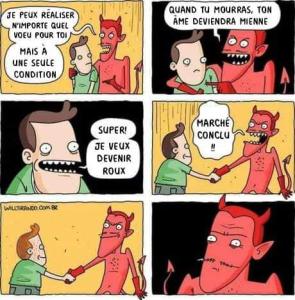 JE PEUX RÉALISER
N'IMPORTE QUEL
VOEU POUR TOI
MAIS À
UNE SEULE
CONDITION
QUAND TU MOURRAS, TON
ÂME DEVIENDRA MIENNE
SUPER!
JE VEUX
DEVENIR
ROUX
MARCHÉ
CONCLU
!!
WILLTIRANDO.COM.BR